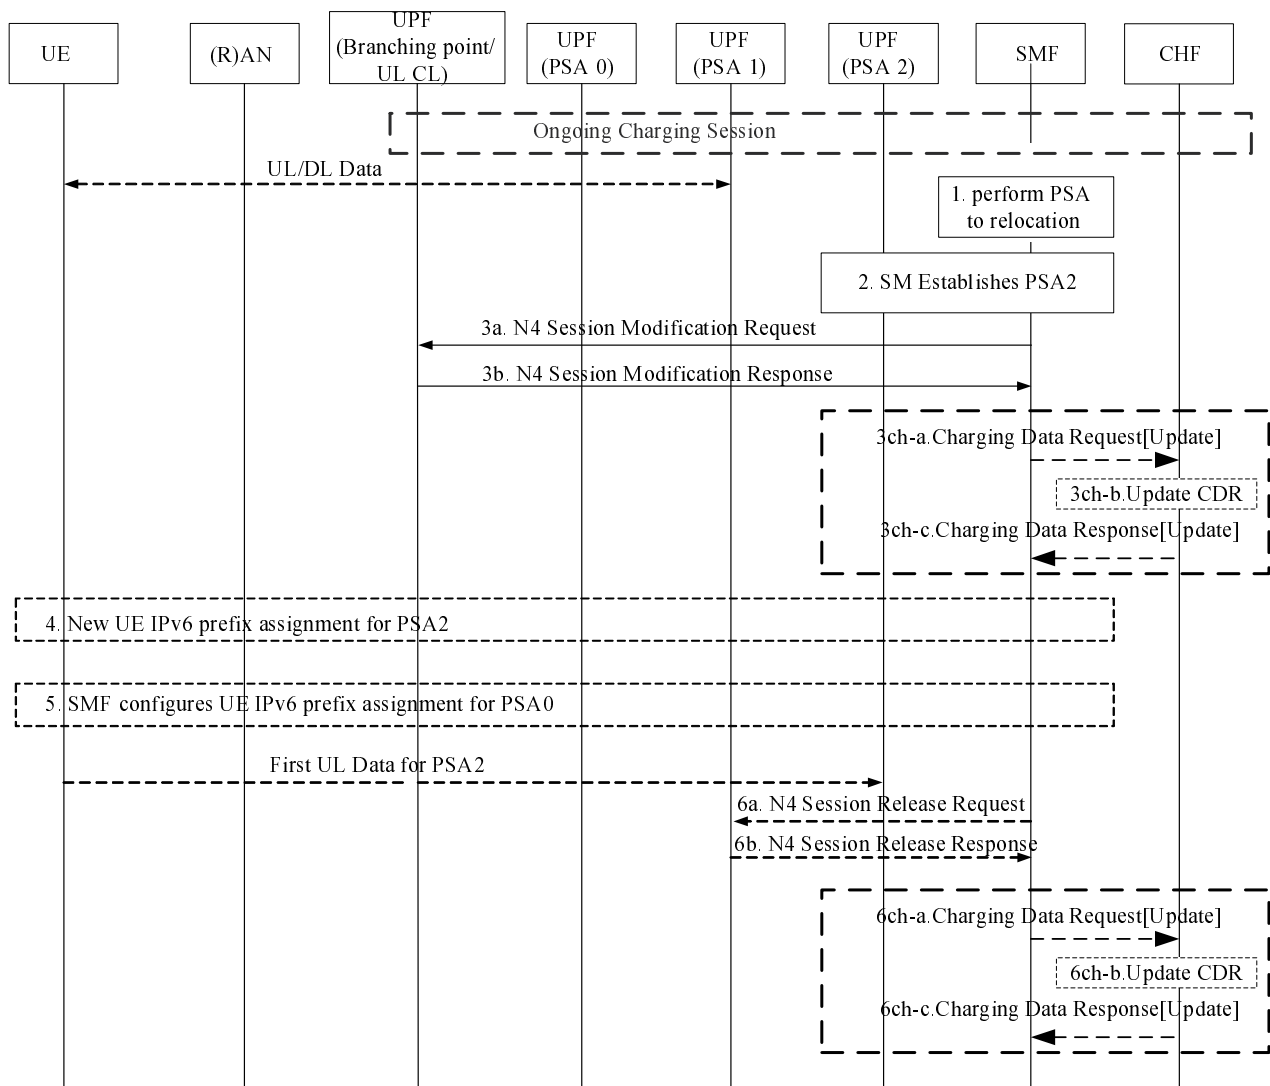 UE
(R)AN
UPF
(Branching point/
UL CL)
UPF
(PSA 0)
UPF
(PSA 1)
UPF
(PSA 2)
SMF
CHF
Ongoing Charging Session
UL/DL Data
1. perform PSA
to relocation
2. SM Establishes PSA2
3a. N4 Session Modification Request
3b. N4 Session Modification Response
3ch-a.Charging Data Request[Update]
3ch-b.Update CDR
3ch-c.Charging Data Response[Update]
4. New UE IPv6 prefix assignment for PSA2
5. SMF configures UE IPv6 prefix assignment for PSA0
First UL Data for PSA2
6a. N4 Session Release Request
6b. N4 Session Release Response
6ch-a.Charging Data Request[Update]
6ch-b.Update CDR
6ch-c.Charging Data Response[Update]